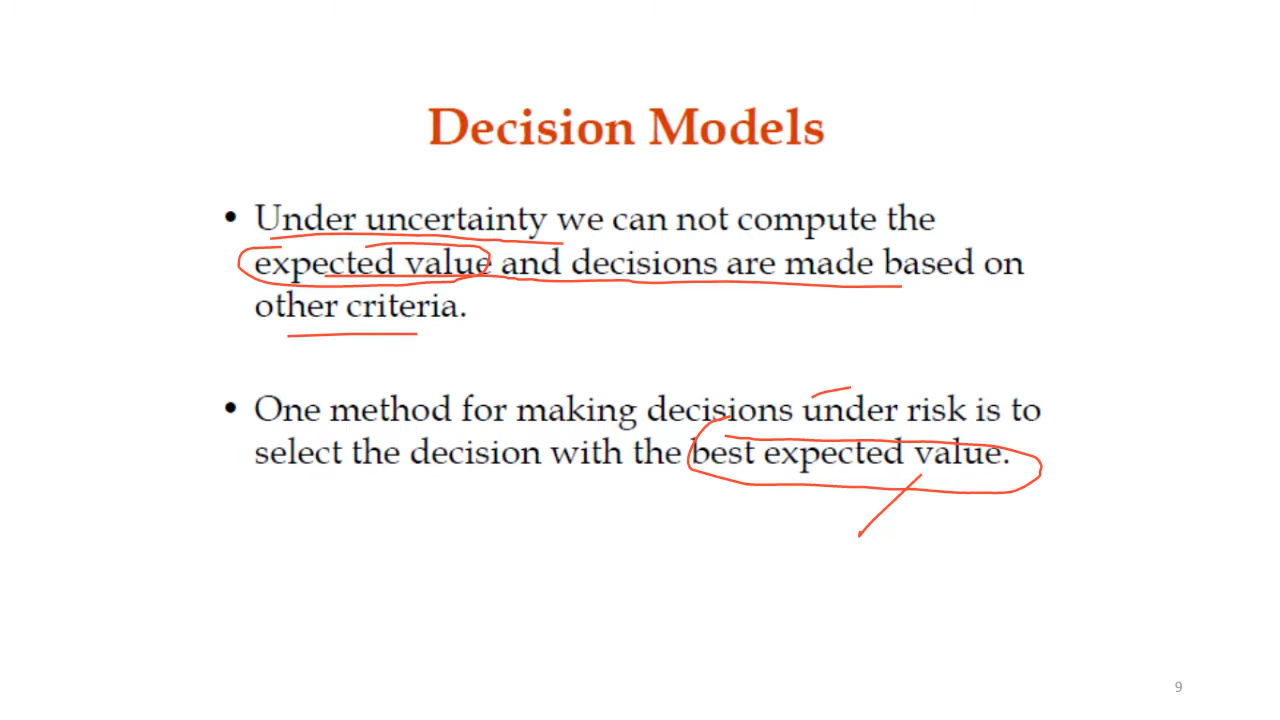 Decision Models
• Under uncertainty we can not compute the
expected value and decisions are made based on
other criteria.
• One method for making decisions under risk is to
select the decision with the best expected value.
9